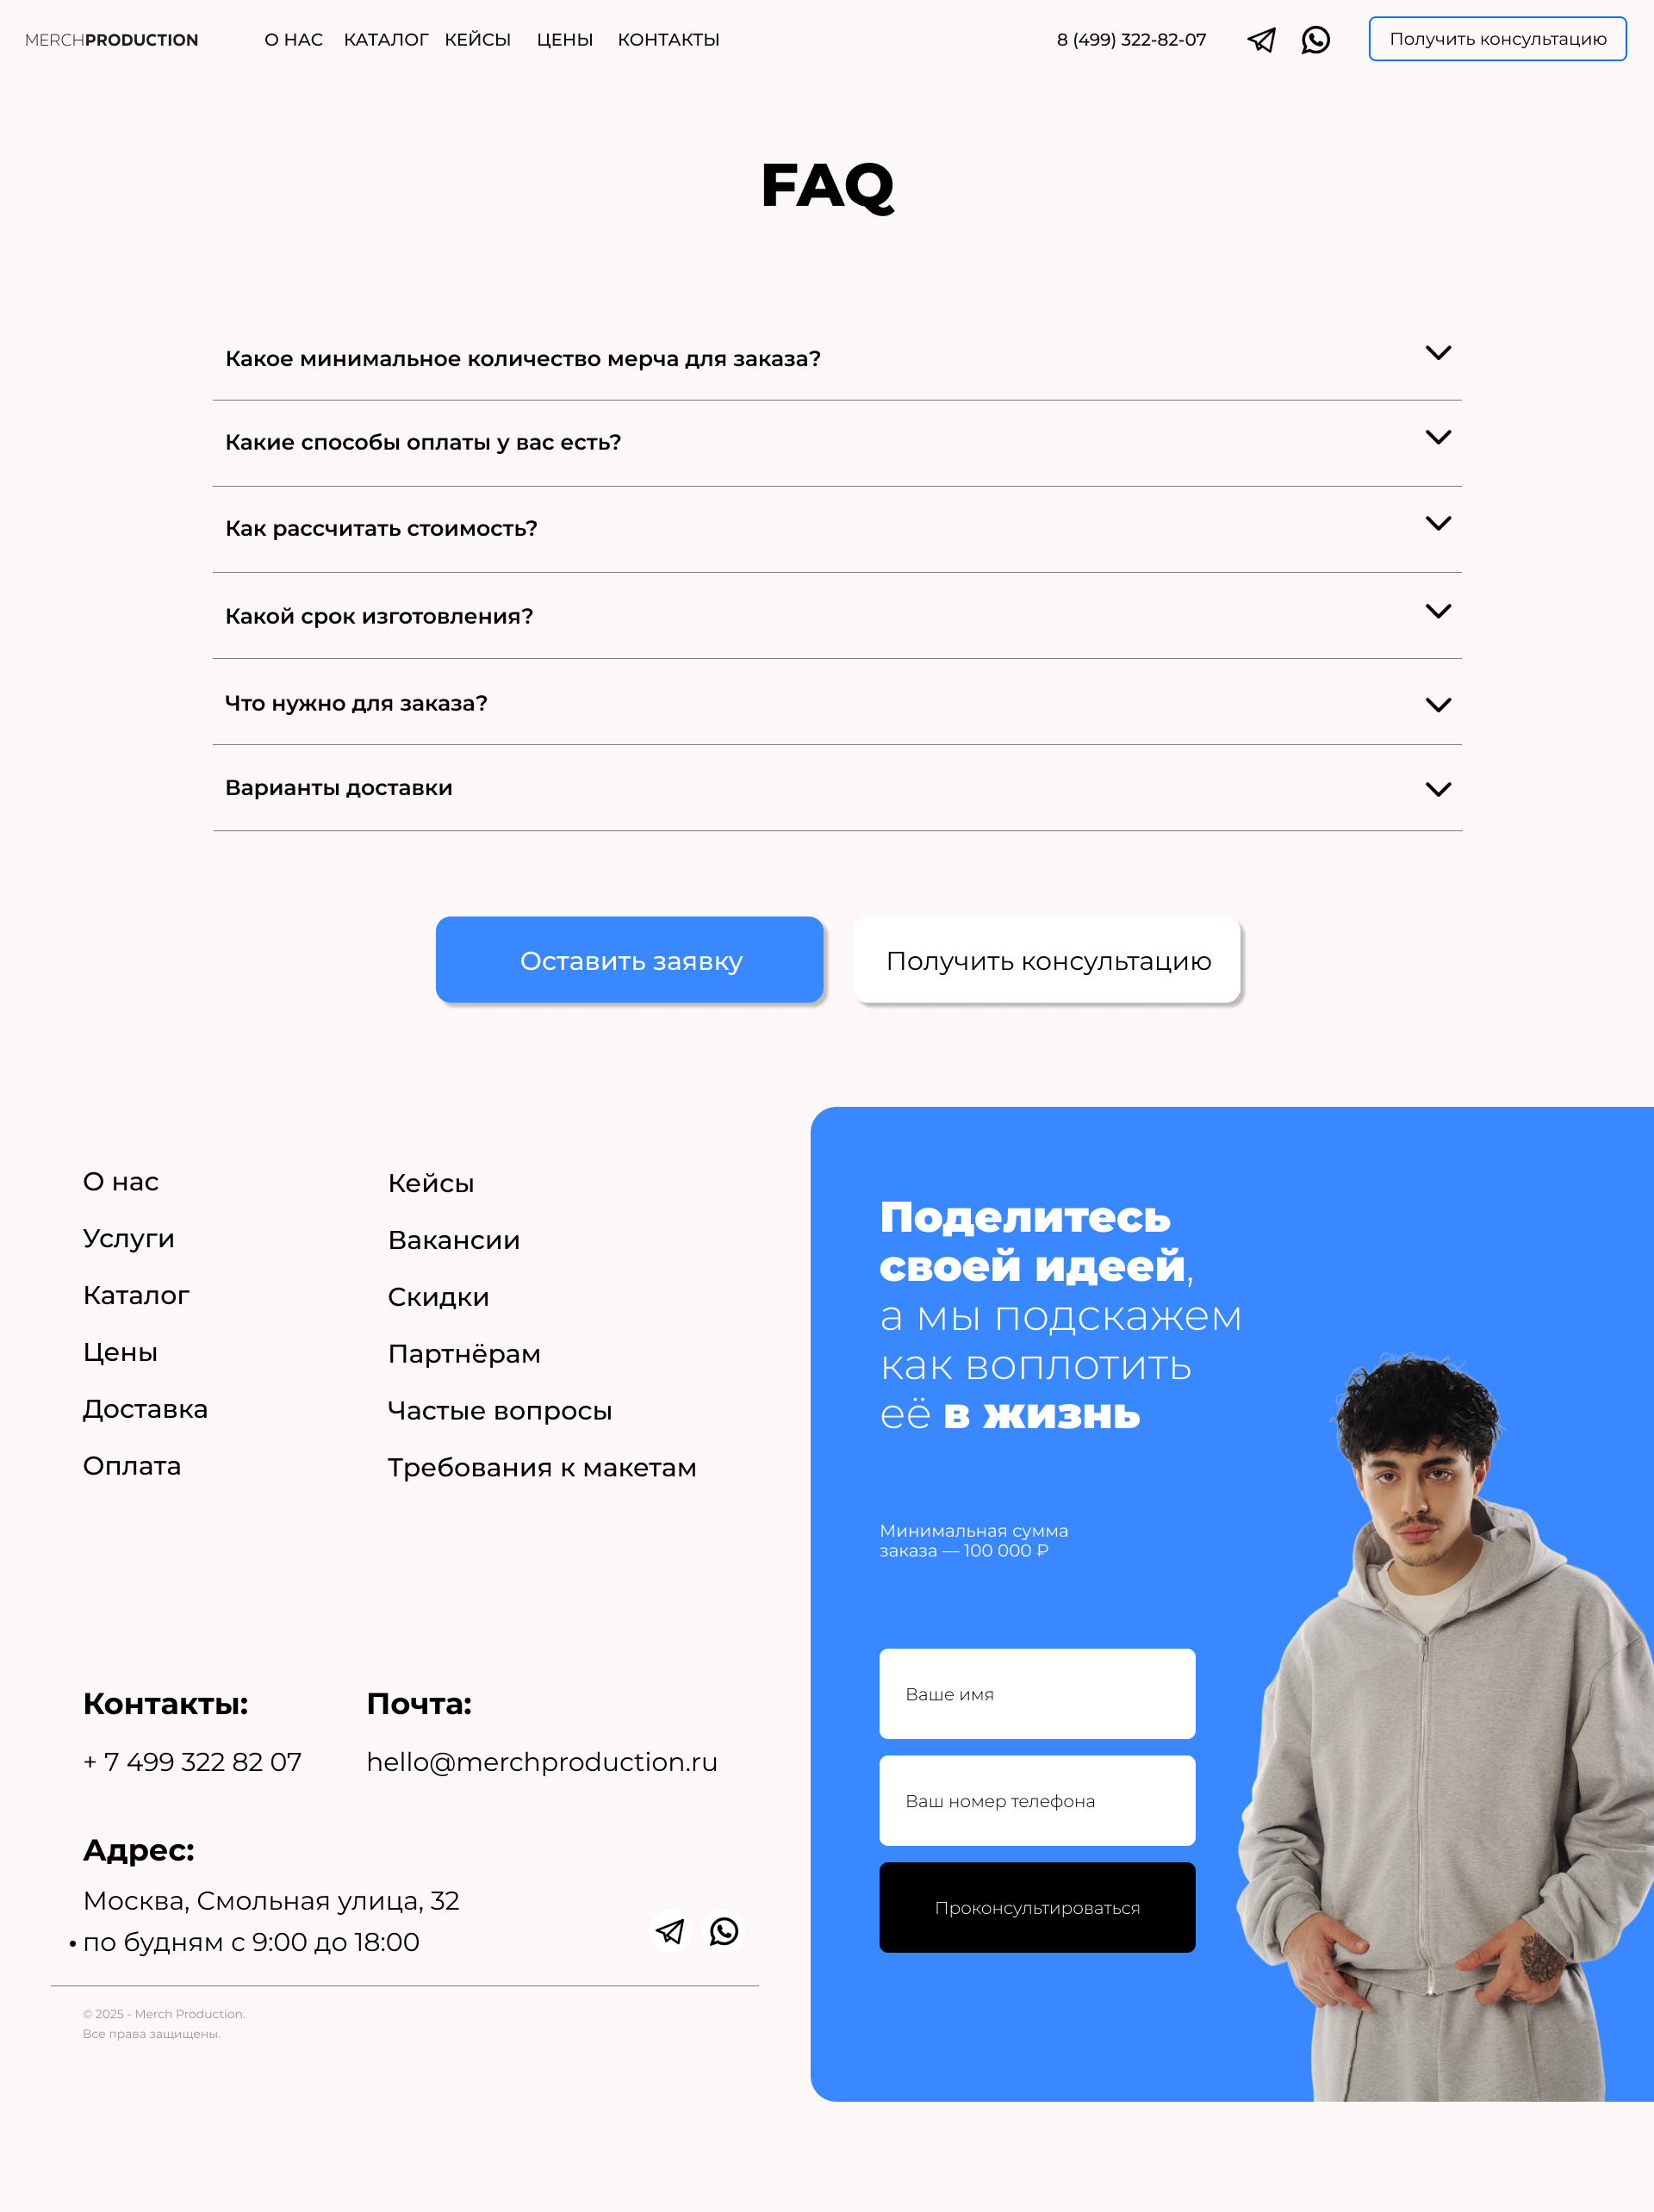 MERCHPRODUCTION
О НАС
КАТАЛОГ
КЕЙСЫ
ЦЕНЫ
КОНТАКТЫ
8 (499) 322-82-07
Получить консультацию
FAQ
Какое минимальное количество мерча для заказа?
Какие способы оплаты у вас есть?
Как рассчитать стоимость?
Какой срок изготовления?
Что нужно для заказа?
Варианты доставки
Оставить заявку
Получить консультацию
О нас
Услуги
Каталог
Цены
Доставка
Оплата
Кейсы
Вакансии
Скидки
Партнёрам
Частые вопросы
Требования к макетам
Контакты:
+ 7 499 322 82 07
Почта:
hello@merchproduction.ru
Адрес:
Москва, Смольная улица, 32
• по будням с 9:00 до 18:00
© 2025 - Merch Production.
Все права защищены.
Поделитесь
своей идеей,
а мы подскажем
как воплотить
её в жизнь
Минимальная сумма
заказа — 100 000 ₽
Ваше имя
Ваш номер телефона
Проконсультироваться